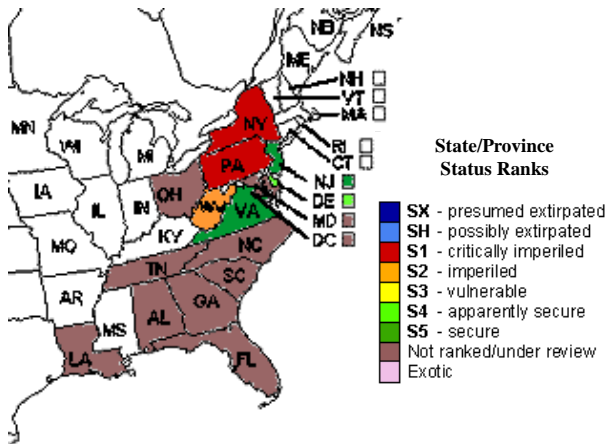 NB
NS
ME
NH
VT
MA
MN
WI
MI
NY
RI
CT
PA
IA
OH
NJ
IL
IN
DE
WV
VA
MD
MO
KY
DC
NC
TN
SC
AR
MS
AL
GA
LA
FL
State/Province
Status Ranks
SX - presumed extirpated
SH - possibly extirpated
S1 - critically imperiled
S2 - imperiled
S3 - vulnerable
S4 - apparently secure
S5 - secure
Not ranked/under review
Exotic